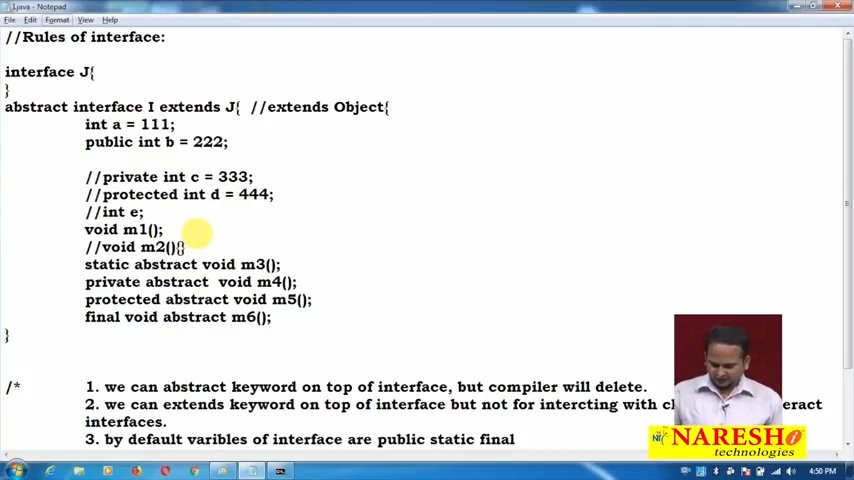 I.java - Notepad
File Edit Format View Help
//Rules of interface:
interface J{
}
abstract interface I extends J{ //extends Object{
int a = 111;
public int b = 222;
//private int c = 333;
//protected int d = 444;
//int e;
void m1();
//void m2(){}
static abstract void m3();
private abstract void m4();
protected abstract void m5();
final void abstract m6();
}
/* 1. we can abstract keyword on top of interface, but compiler will delete.
2. we can extends keyword on top of interface but not for intercting with eract
interfaces.
3. by default varibles of interface are public static final
NARESH i
technologies
4:50 PM